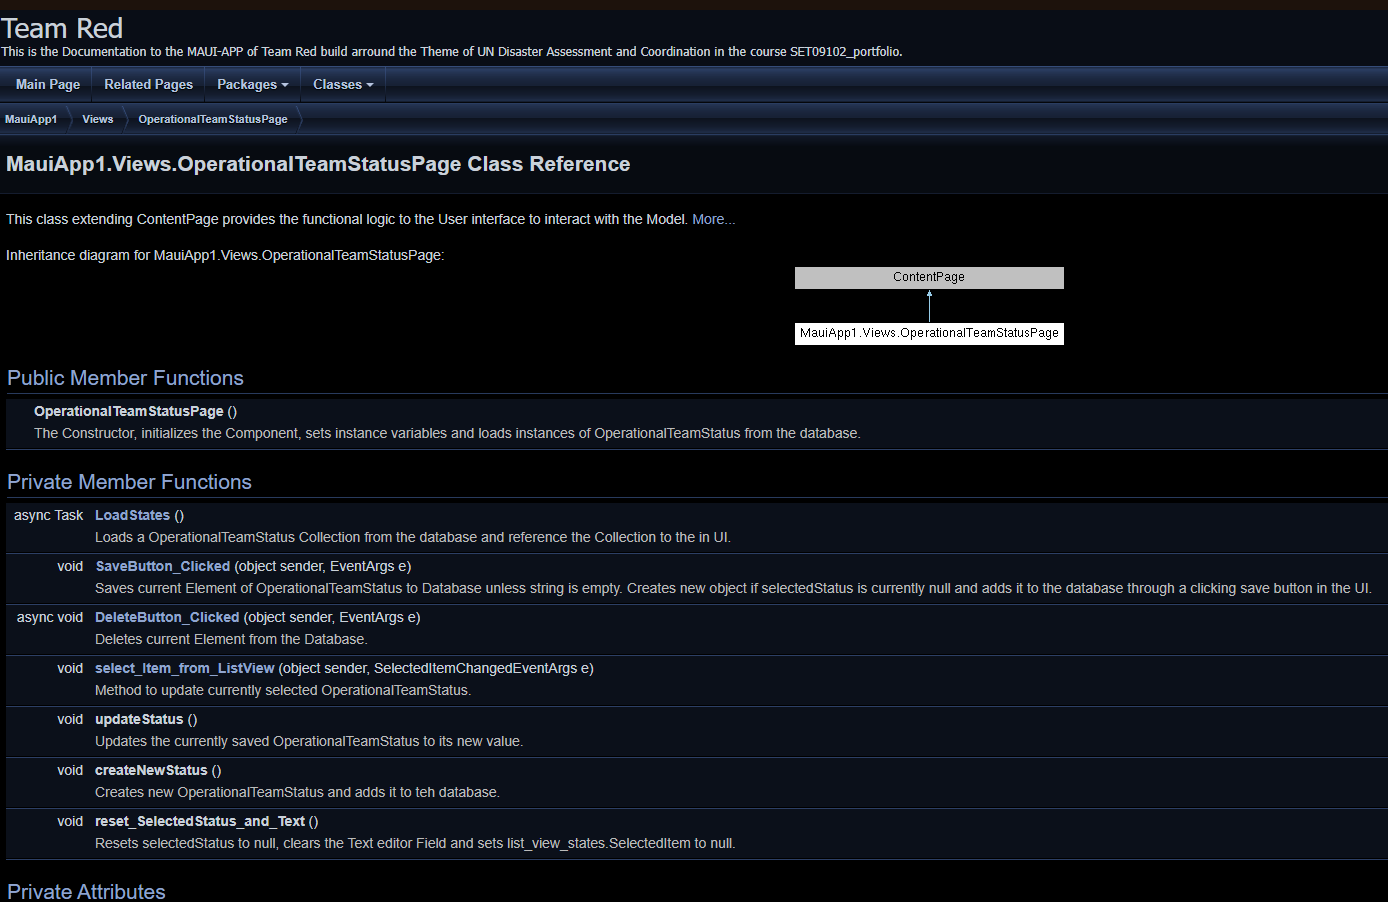 Team Red
This is the Documentation to the MAUI-APP of Team Red build arround the Theme of UN Disaster Assessment and Coordination in the course SET09102_portfolio.
Main Page Related Pages Packages Classes
MauiApp1 Views OperationalTeamStatusPage
MauiApp1.Views.OperationalTeamStatusPage Class Reference
This class extending ContentPage provides the functional logic to the User interface to interact with the Model. More...
Inheritance diagram for MauiApp1.Views.OperationalTeamStatusPage:
ContentPage
MauiApp1.Views.OperationalTeamStatusPage
Public Member Functions
OperationalTeamStatusPage ()
The Constructor, initializes the Component, sets instance variables and loads instances of OperationalTeamStatus from the database.
Private Member Functions
async Task LoadStates ()
Loads a OperationalTeamStatus Collection from the database and reference the Collection to the in UI.
void SaveButton_Clicked (object sender, EventArgs e)
Saves current Element of OperationalTeamStatus to Database unless string is empty. Creates new object if selectedStatus is currently null and adds it to the database through a clicking save button in the UI.
async void DeleteButton_Clicked (object sender, EventArgs e)
Deletes current Element from the Database.
void select_Item_from_ListView (object sender, SelectedItemChangedEventArgs e)
Method to update currently selected OperationalTeamStatus.
void updateStatus ()
Updates the currently saved OperationalTeamStatus to its new value.
void createNewStatus ()
Creates new OperationalTeamStatus and adds it to teh database.
void reset_SelectedStatus_and_Text ()
Resets selectedStatus to null, clears the Text editor Field and sets list_view_states.SelectedItem to null.
Private Attributes